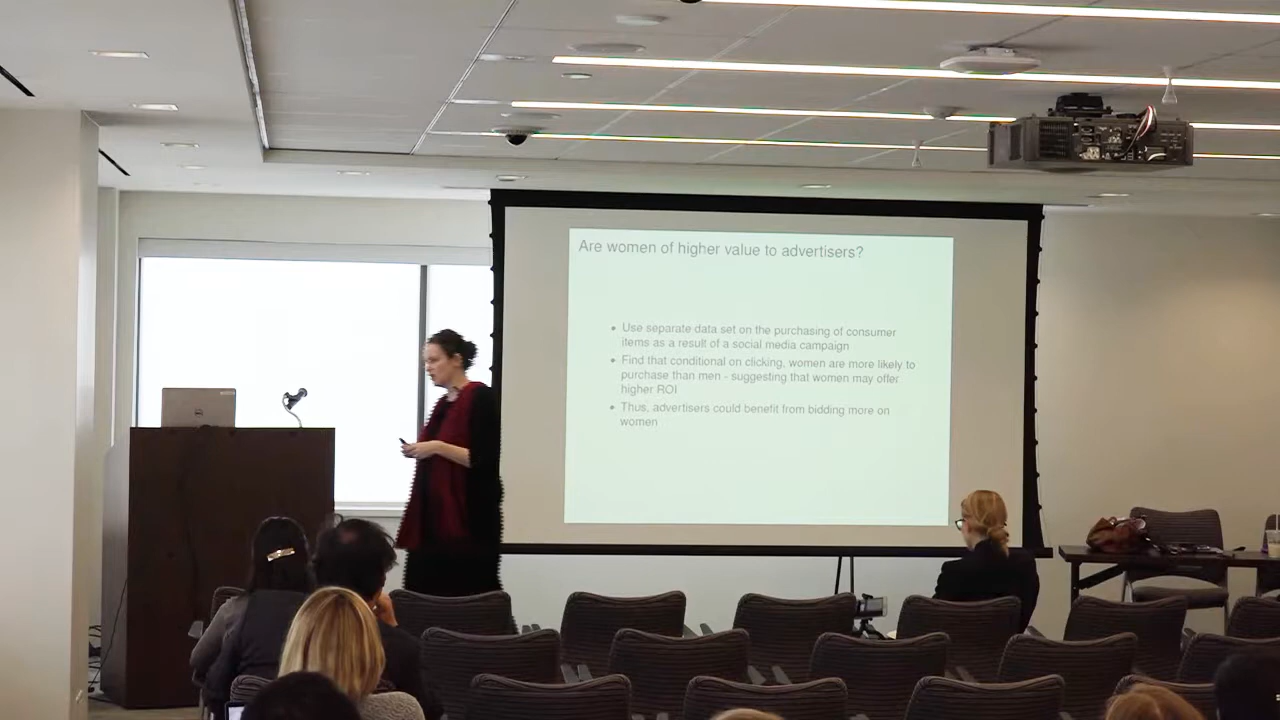 Are women of higher value to advertisers?
• Use separate data set on the purchasing of consumer
items as a result of a social media campaign
• Find that conditional on clicking, women are more likely to
purchase than men - suggesting that women may offer
higher ROI
• Thus, advertisers could benefit from bidding more on
women